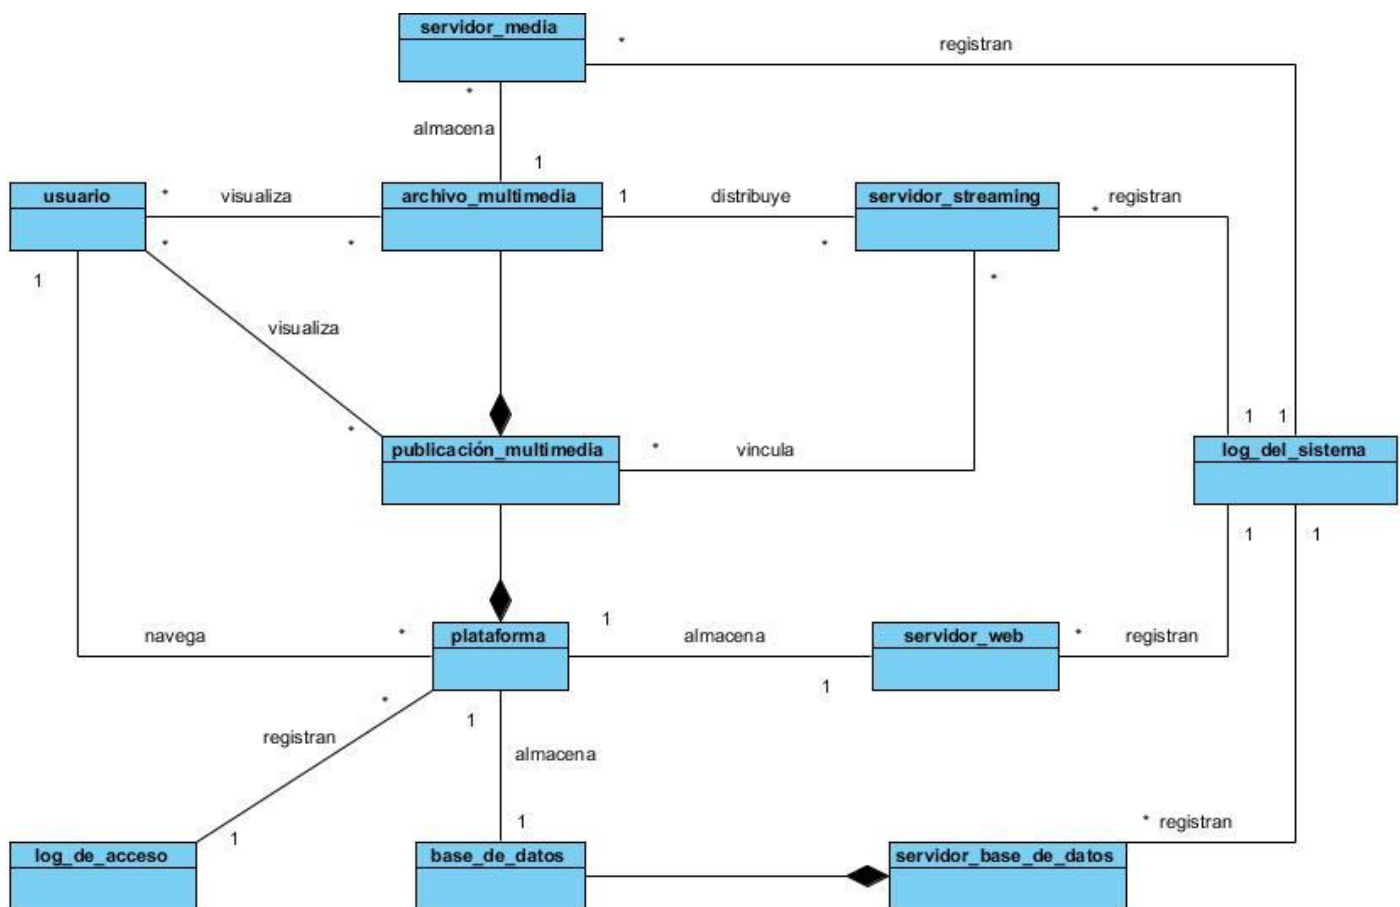 servidor_media
* registran
*
almacena
1
usuario
* visualiza
archivo_multimedia
1 distribuye
servidor_streaming
* registran
* * * *
1
visualiza
1 1
*
publicación_multimedia
* vincula
log_del_sistema
1 1
navega *
plataforma
1 almacena
servidor_web
* registran
1
* 1
registran
almacena
1 1
* registran
log_de_acceso
base_de_datos
servidor_base_de_datos